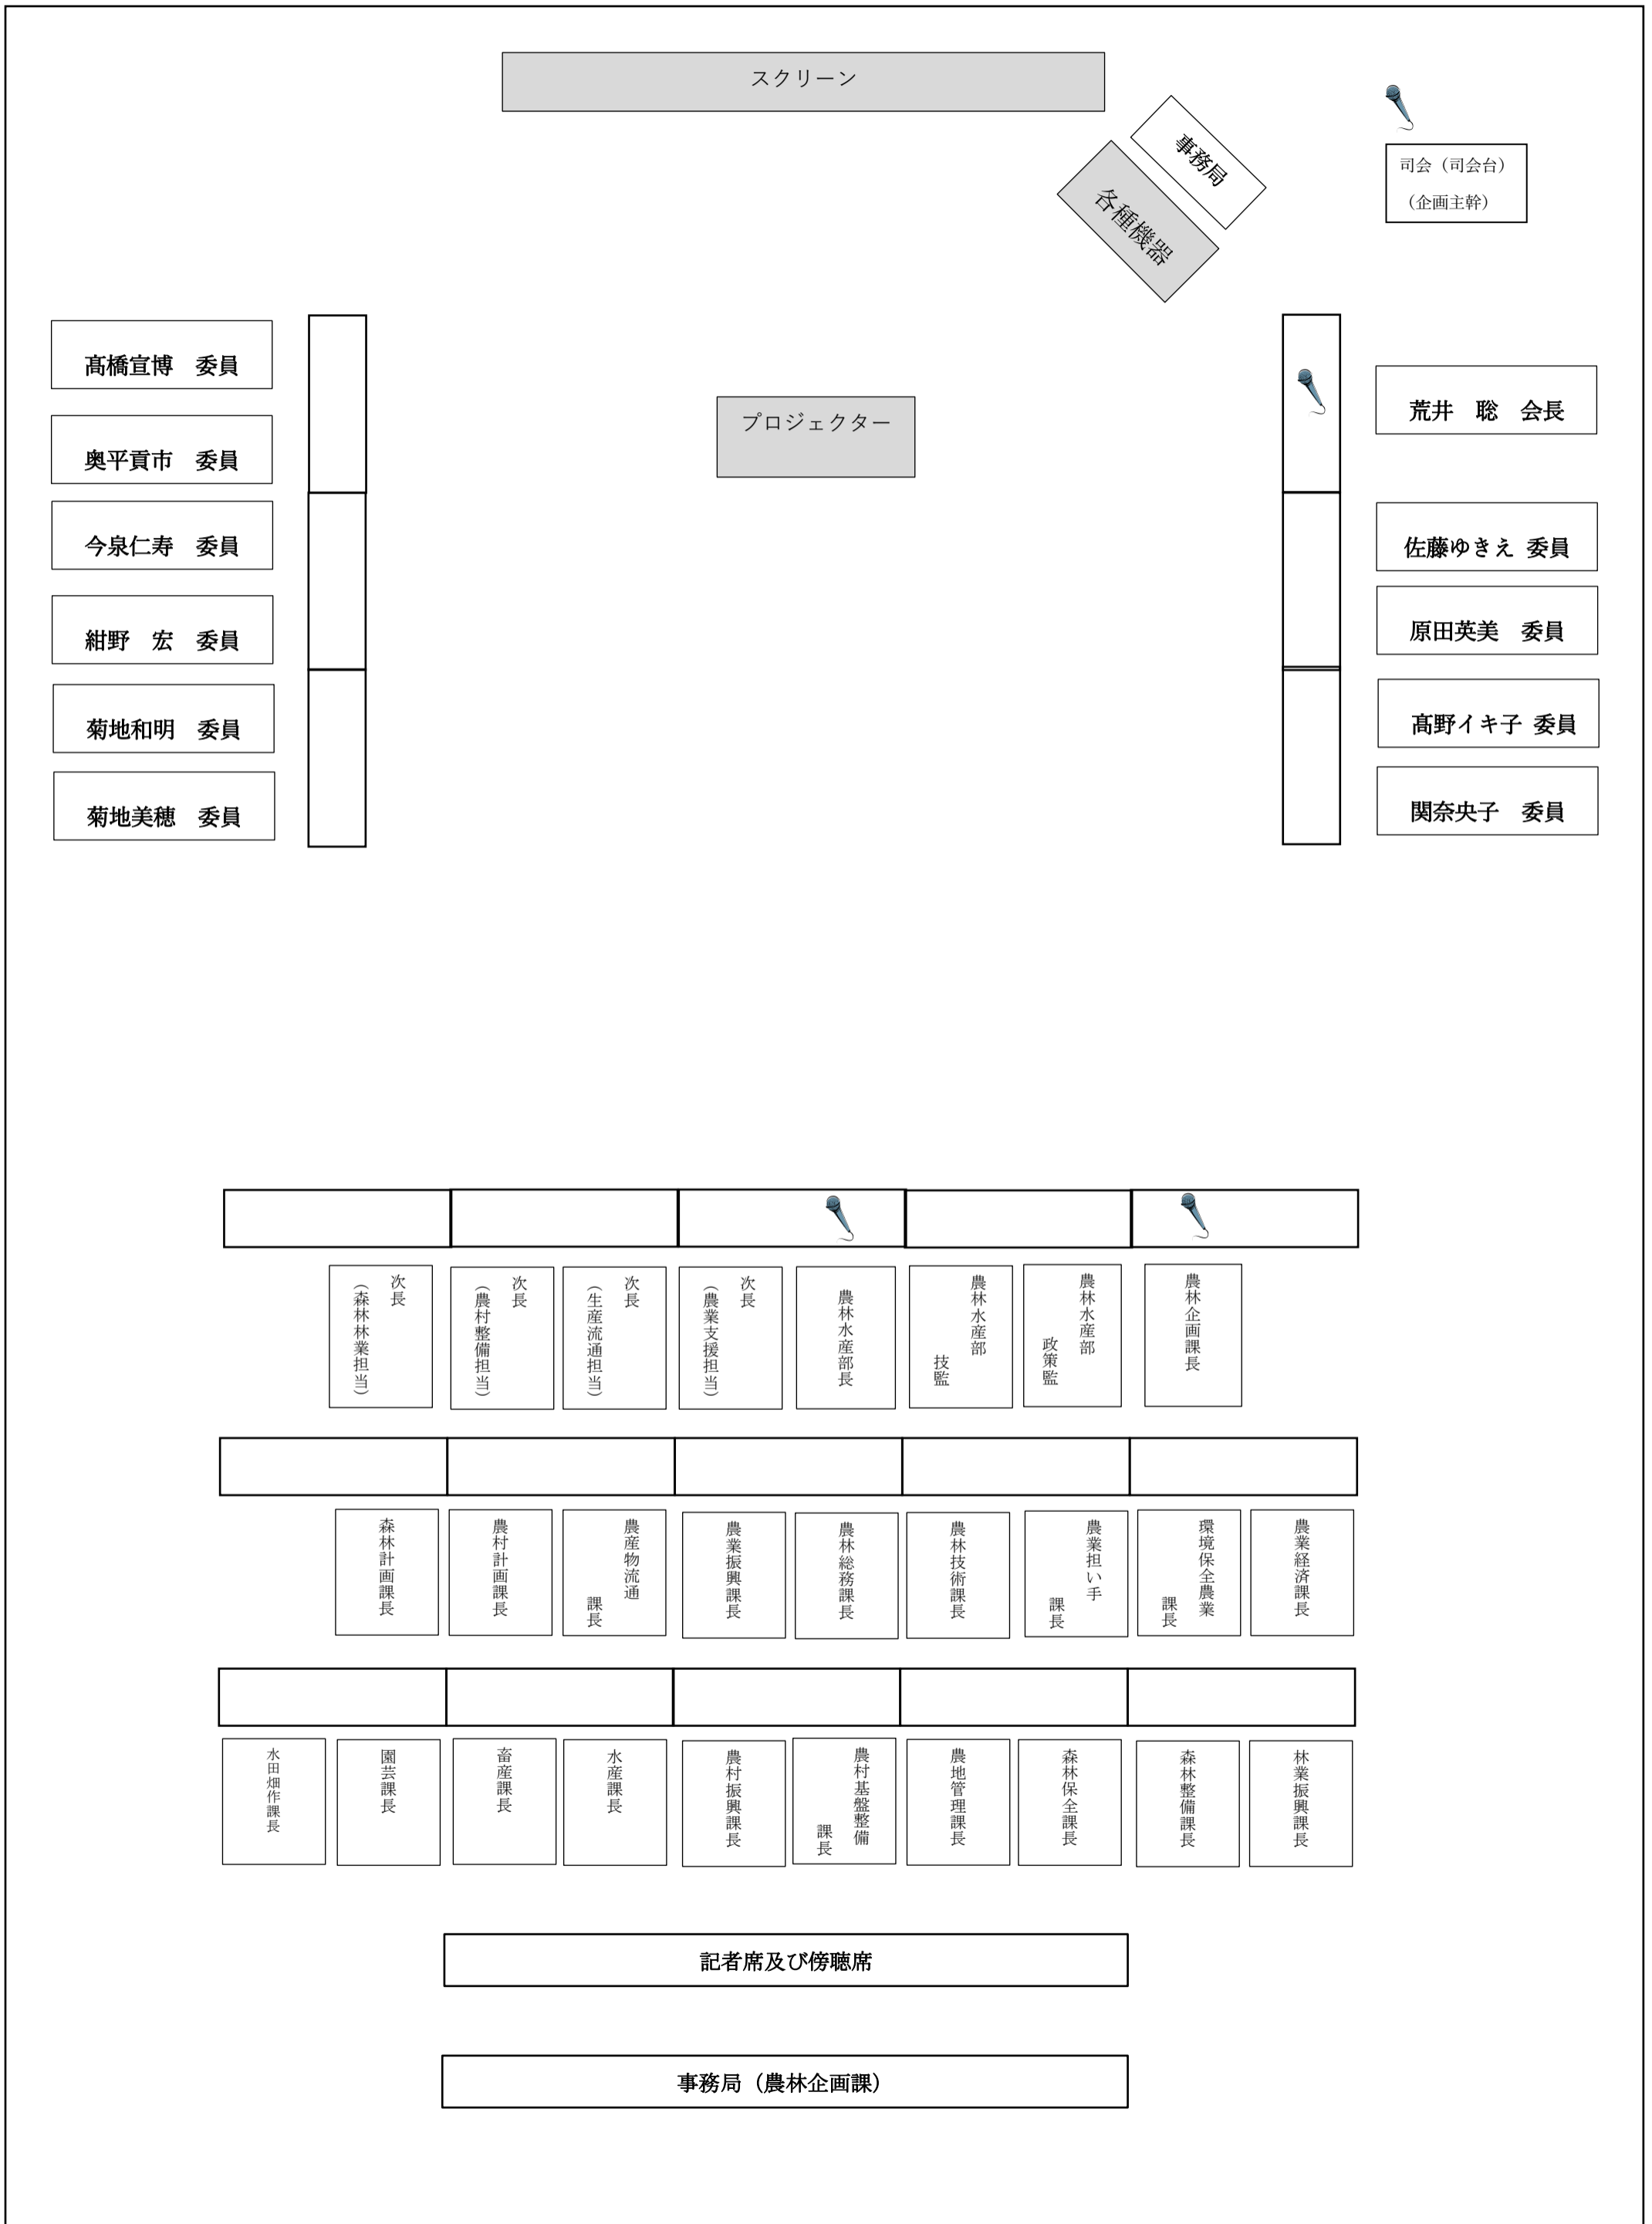 スクリーン
事務局
各種機器
司会（司会台）
（企画主幹）
髙橋宣博　委員
奥平貢市　委員
今泉仁寿　委員
紺野　宏　委員
菊地和明　委員
菊地美穂　委員
プロジェクター
荒井　聡　会長
佐藤ゆきえ 委員
原田英美　委員
髙野イキ子 委員
関奈央子　委員
次長
（森林林業担当）
次長
（農村整備担当）
次長
（生産流通担当）
次長
（農業支援担当）
農林水産部長
農林水産部
技監
農林水産部
政策監
農林企画課長
森林計画課長
農村計画課長
農産物流通
課長
農業振興課長
農林総務課長
農林技術課長
農業担い手
課長
環境保全農業
課長
農業経済課長
水田畑作課長
園芸課長
畜産課長
水産課長
農村振興課長
農村基盤整備
課長
農地管理課長
森林保全課長
森林整備課長
林業振興課長
記者席及び傍聴席
事務局（農林企画課）